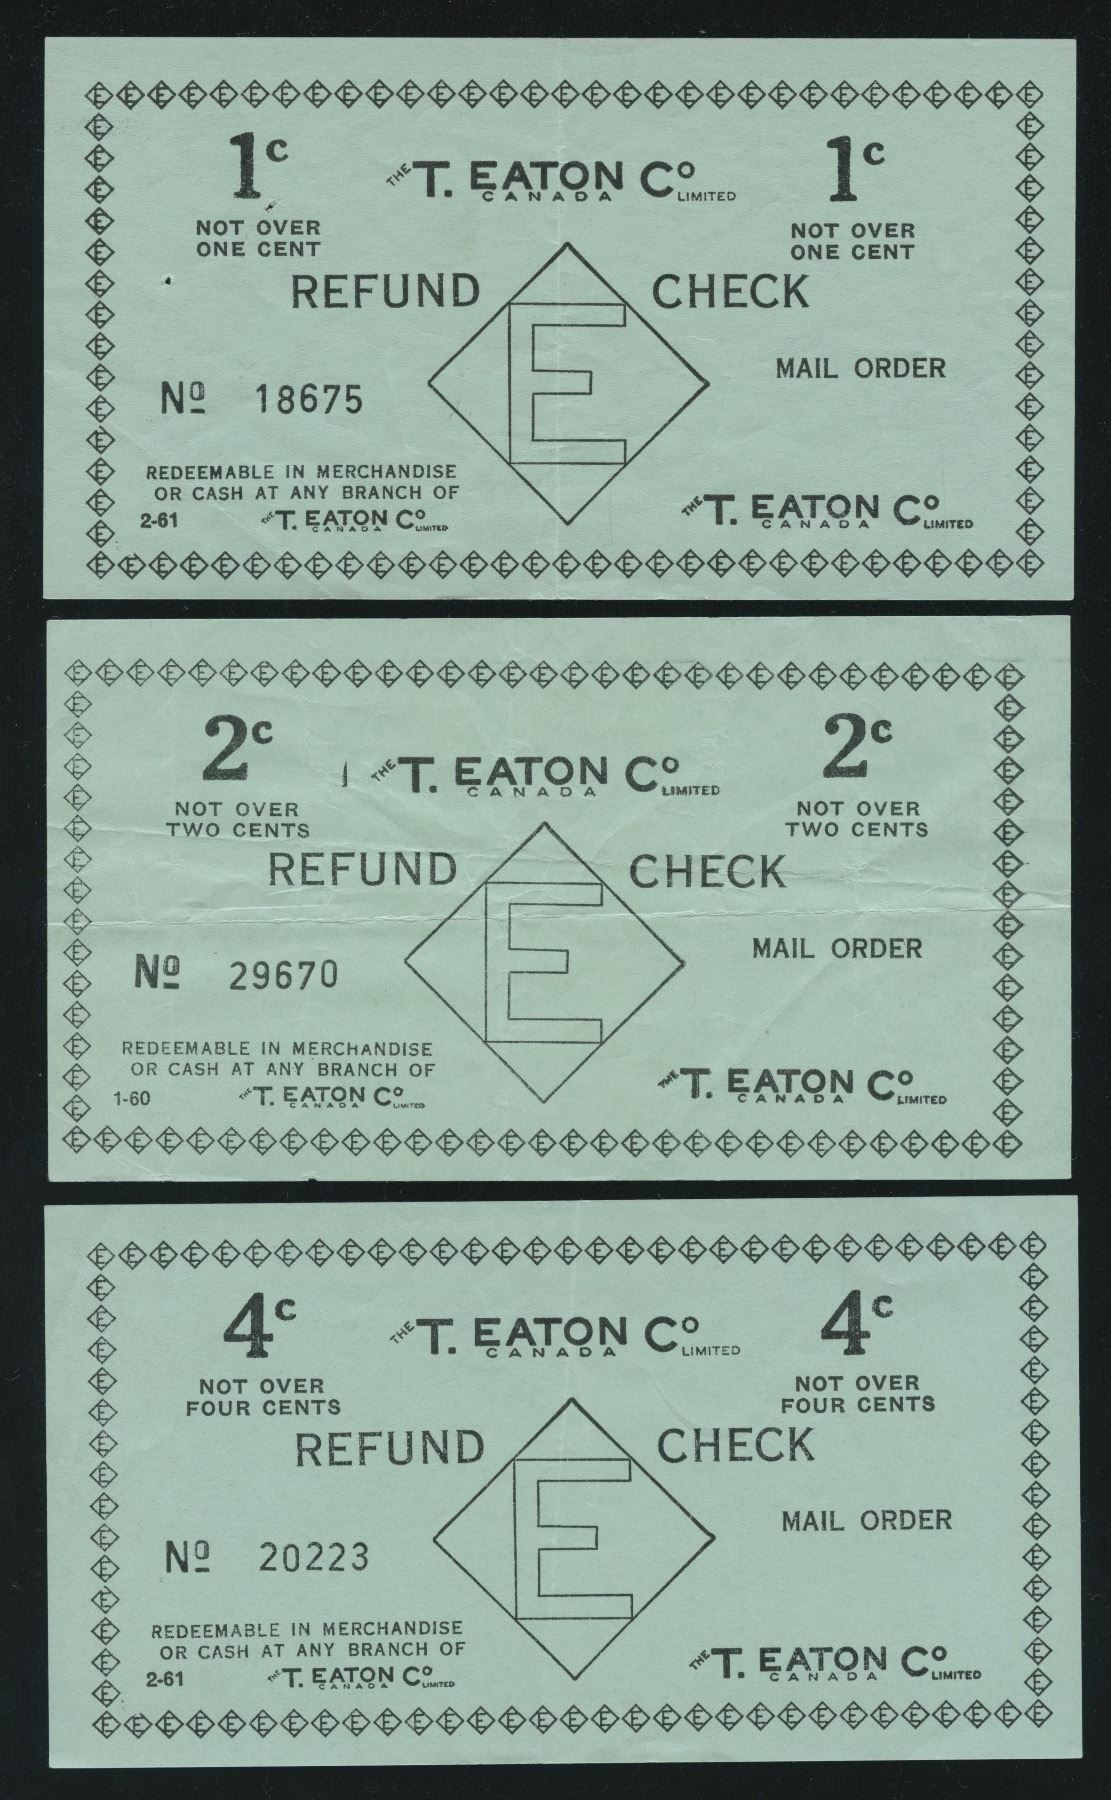 1c 1c
THE T. EATON Co LIMITED
CANADA
NOT OVER
ONE CENT
NOT OVER
ONE CENT
REFUND CHECK
E
MAIL ORDER
No 18675
REDEEMABLE IN MERCHANDISE
OR CASH AT ANY BRANCH OF
2-61 THE T. EATON Co LIMITED
CANADA
THE T. EATON Co LIMITED
CANADA
2c 2c
THE T. EATON Co LIMITED
CANADA
NOT OVER
TWO CENTS
NOT OVER
TWO CENTS
REFUND CHECK
E
MAIL ORDER
No 29670
REDEEMABLE IN MERCHANDISE
OR CASH AT ANY BRANCH OF
1-60 THE T. EATON Co LIMITED
CANADA
THE T. EATON Co LIMITED
CANADA
4c 4c
THE T. EATON Co LIMITED
CANADA
NOT OVER
FOUR CENTS
NOT OVER
FOUR CENTS
REFUND CHECK
E
MAIL ORDER
No 20223
REDEEMABLE IN MERCHANDISE
OR CASH AT ANY BRANCH OF
2-61 THE T. EATON Co LIMITED
CANADA
THE T. EATON Co LIMITED
CANADA